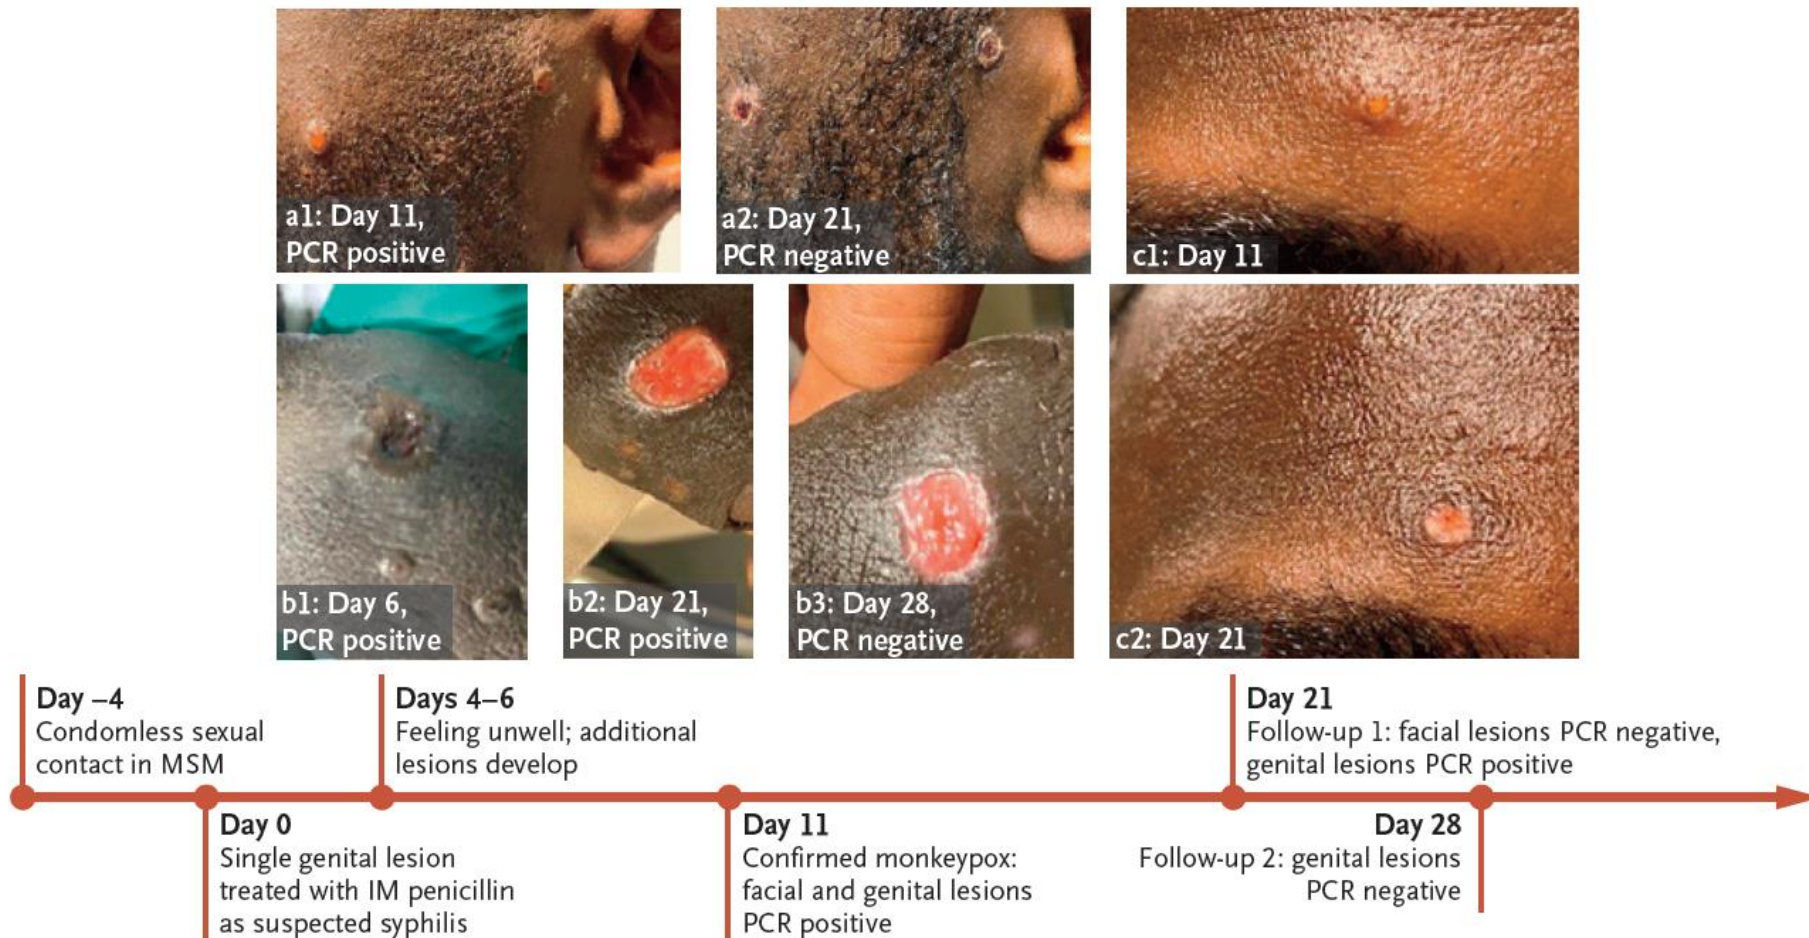 a1: Day 11,
PCR positive
a2: Day 21,
PCR negative
c1: Day 11
b1: Day 6,
PCR positive
b2: Day 21,
PCR positive
b3: Day 28,
PCR negative
c2: Day 21
Day –4
Condomless sexual
contact in MSM
Days 4–6
Feeling unwell; additional
lesions develop
Day 21
Follow-up 1: facial lesions PCR negative,
genital lesions PCR positive
Day 0
Single genital lesion
treated with IM penicillin
as suspected syphilis
Day 11
Confirmed monkeypox:
facial and genital lesions
PCR positive
Day 28
Follow-up 2: genital lesions
PCR negative